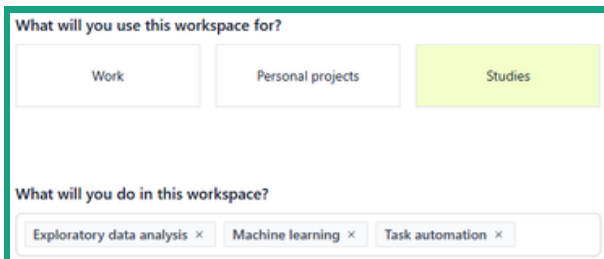 What will you use this workspace for?
Work Personal projects Studies
What will you do in this workspace?
Exploratory data analysis × Machine learning × Task automation ×